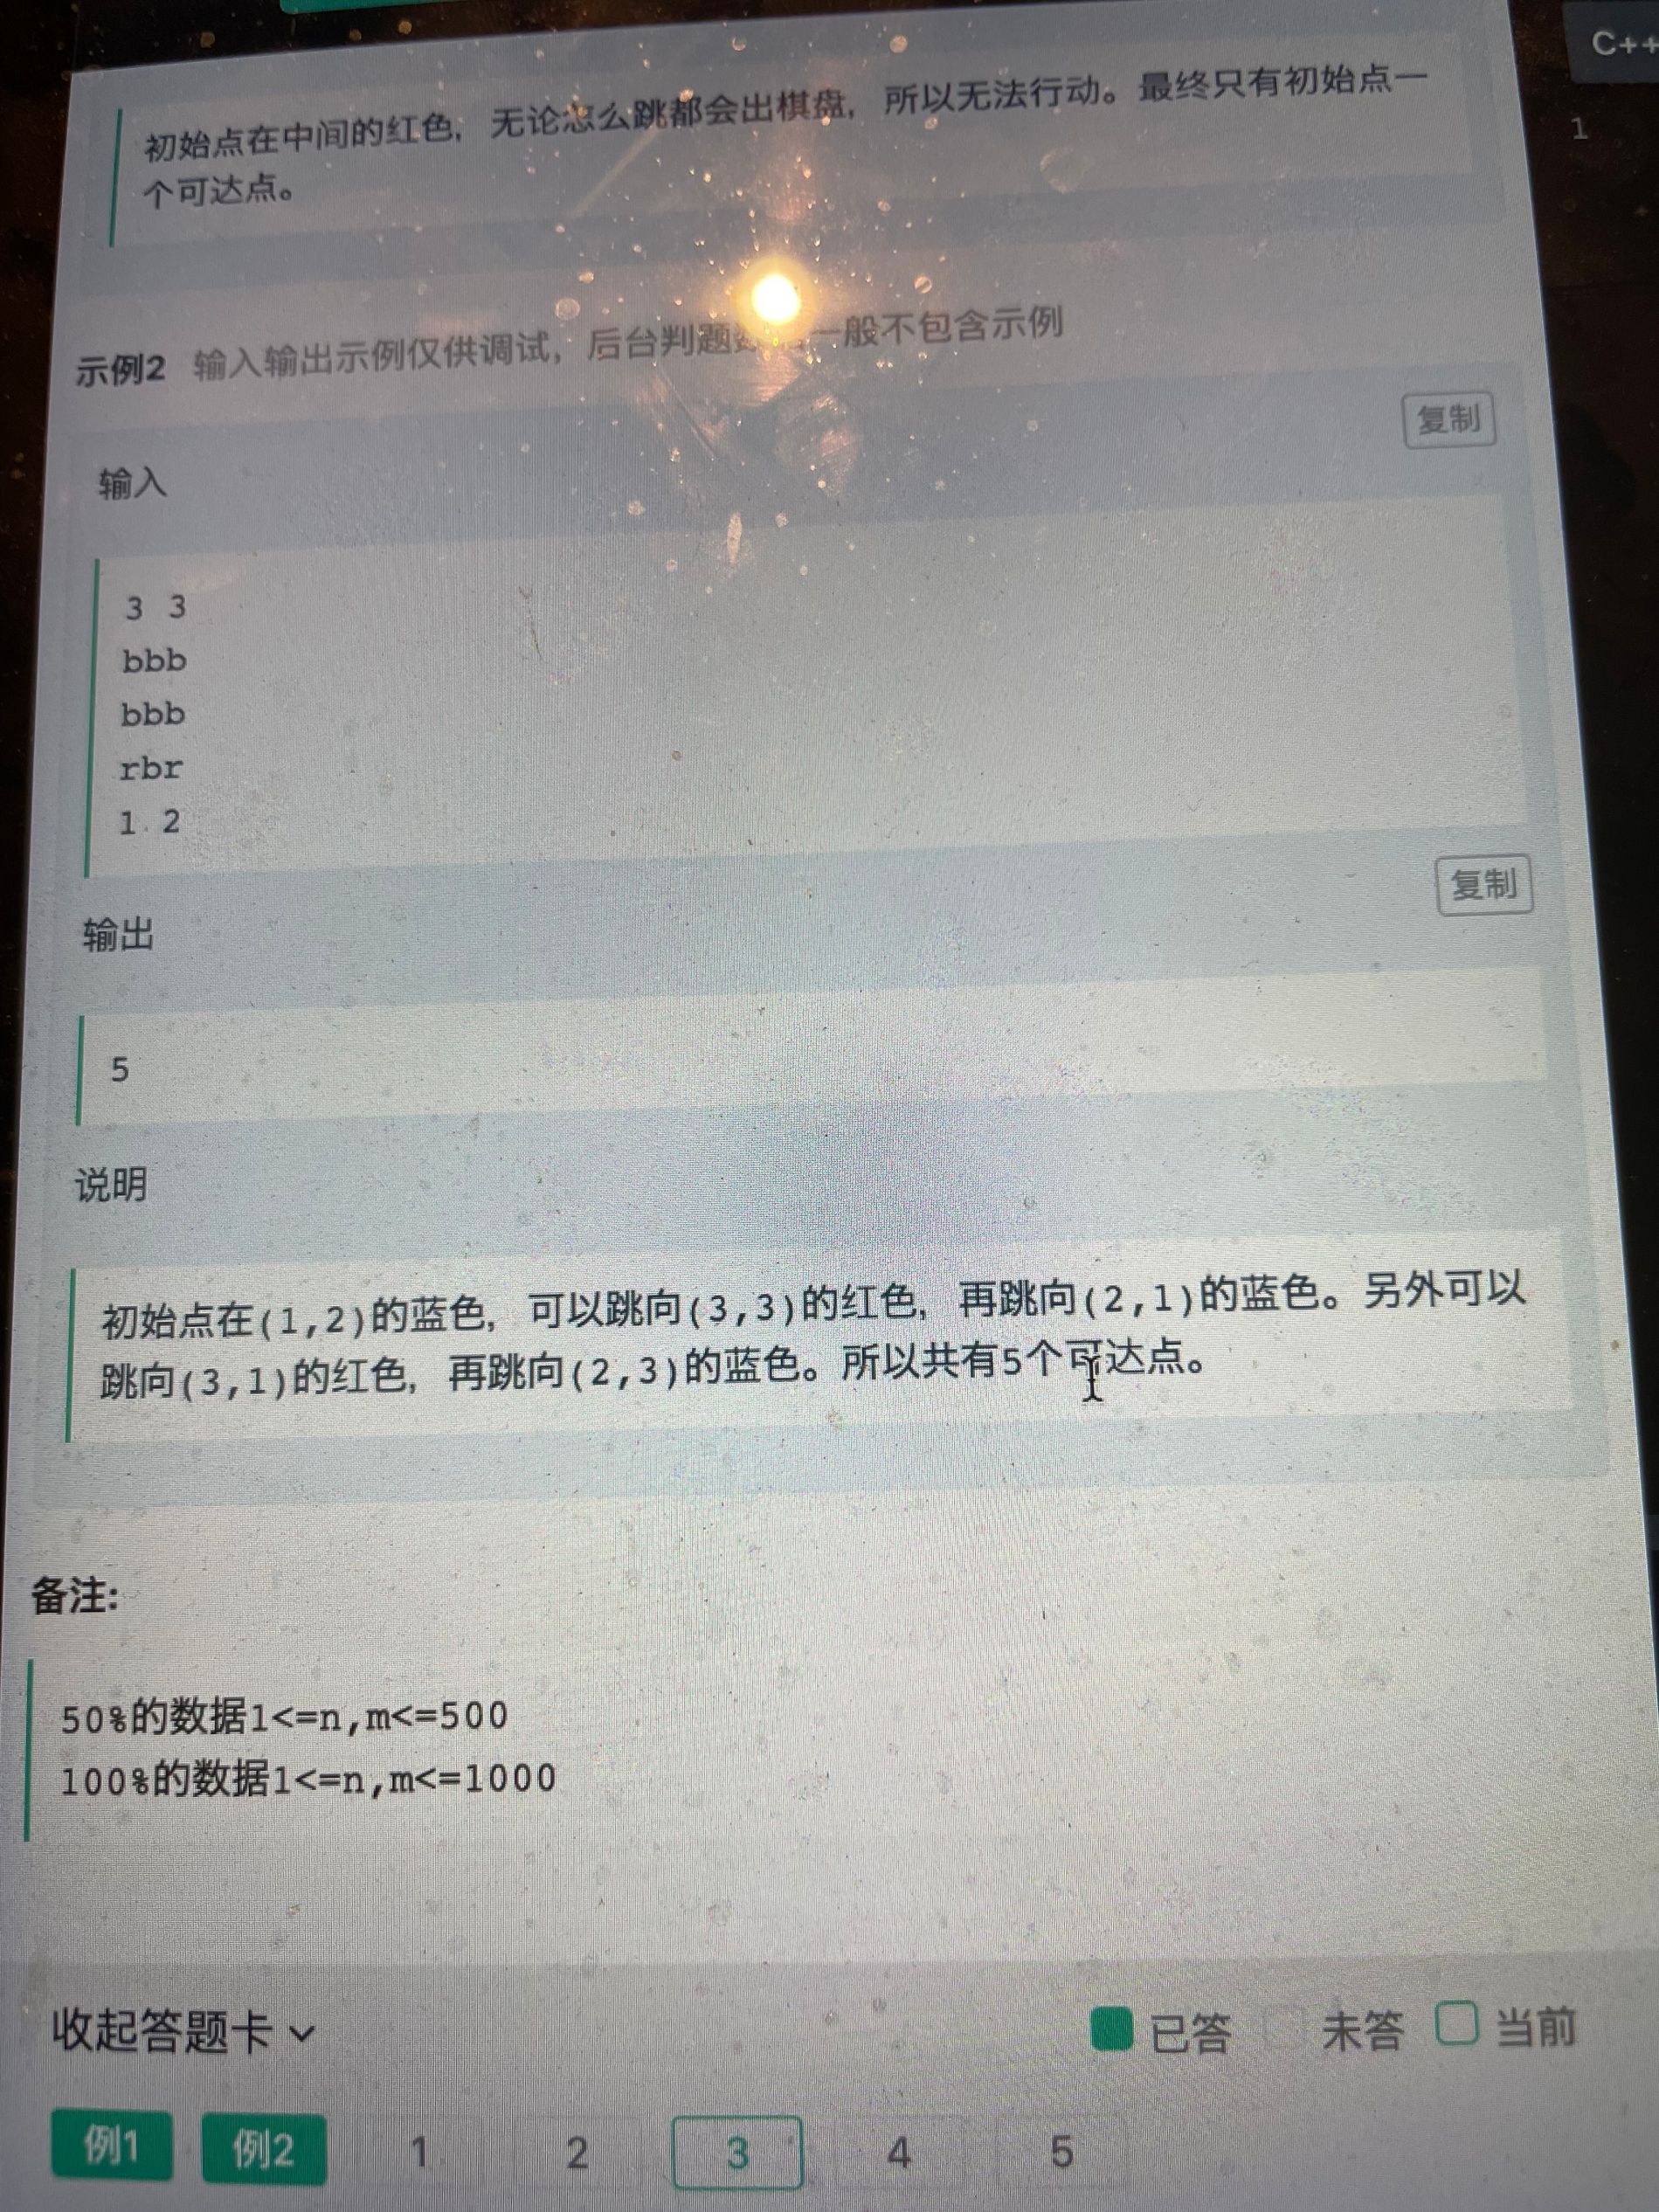 C++
1
初始点在中间的红色，无论怎么跳都会出棋盘，所以无法行动。最终只有初始点一
个可达点。
示例2 输入输出示例仅供调试，后台判题 一般不包含示例
复制
输入
3 3
bbb
bbb
rbr
1 2
复制
输出
5
说明
初始点在(1,2)的蓝色，可以跳向(3,3)的红色，再跳向(2,1)的蓝色。另外可以
跳向(3,1)的红色，再跳向(2,3)的蓝色。所以共有5个可达点。
备注:
50%的数据1<=n,m<=500
100%的数据1<=n,m<=1000
收起答题卡 已答 未答 当前
例1 例2 1 2 3 4 5